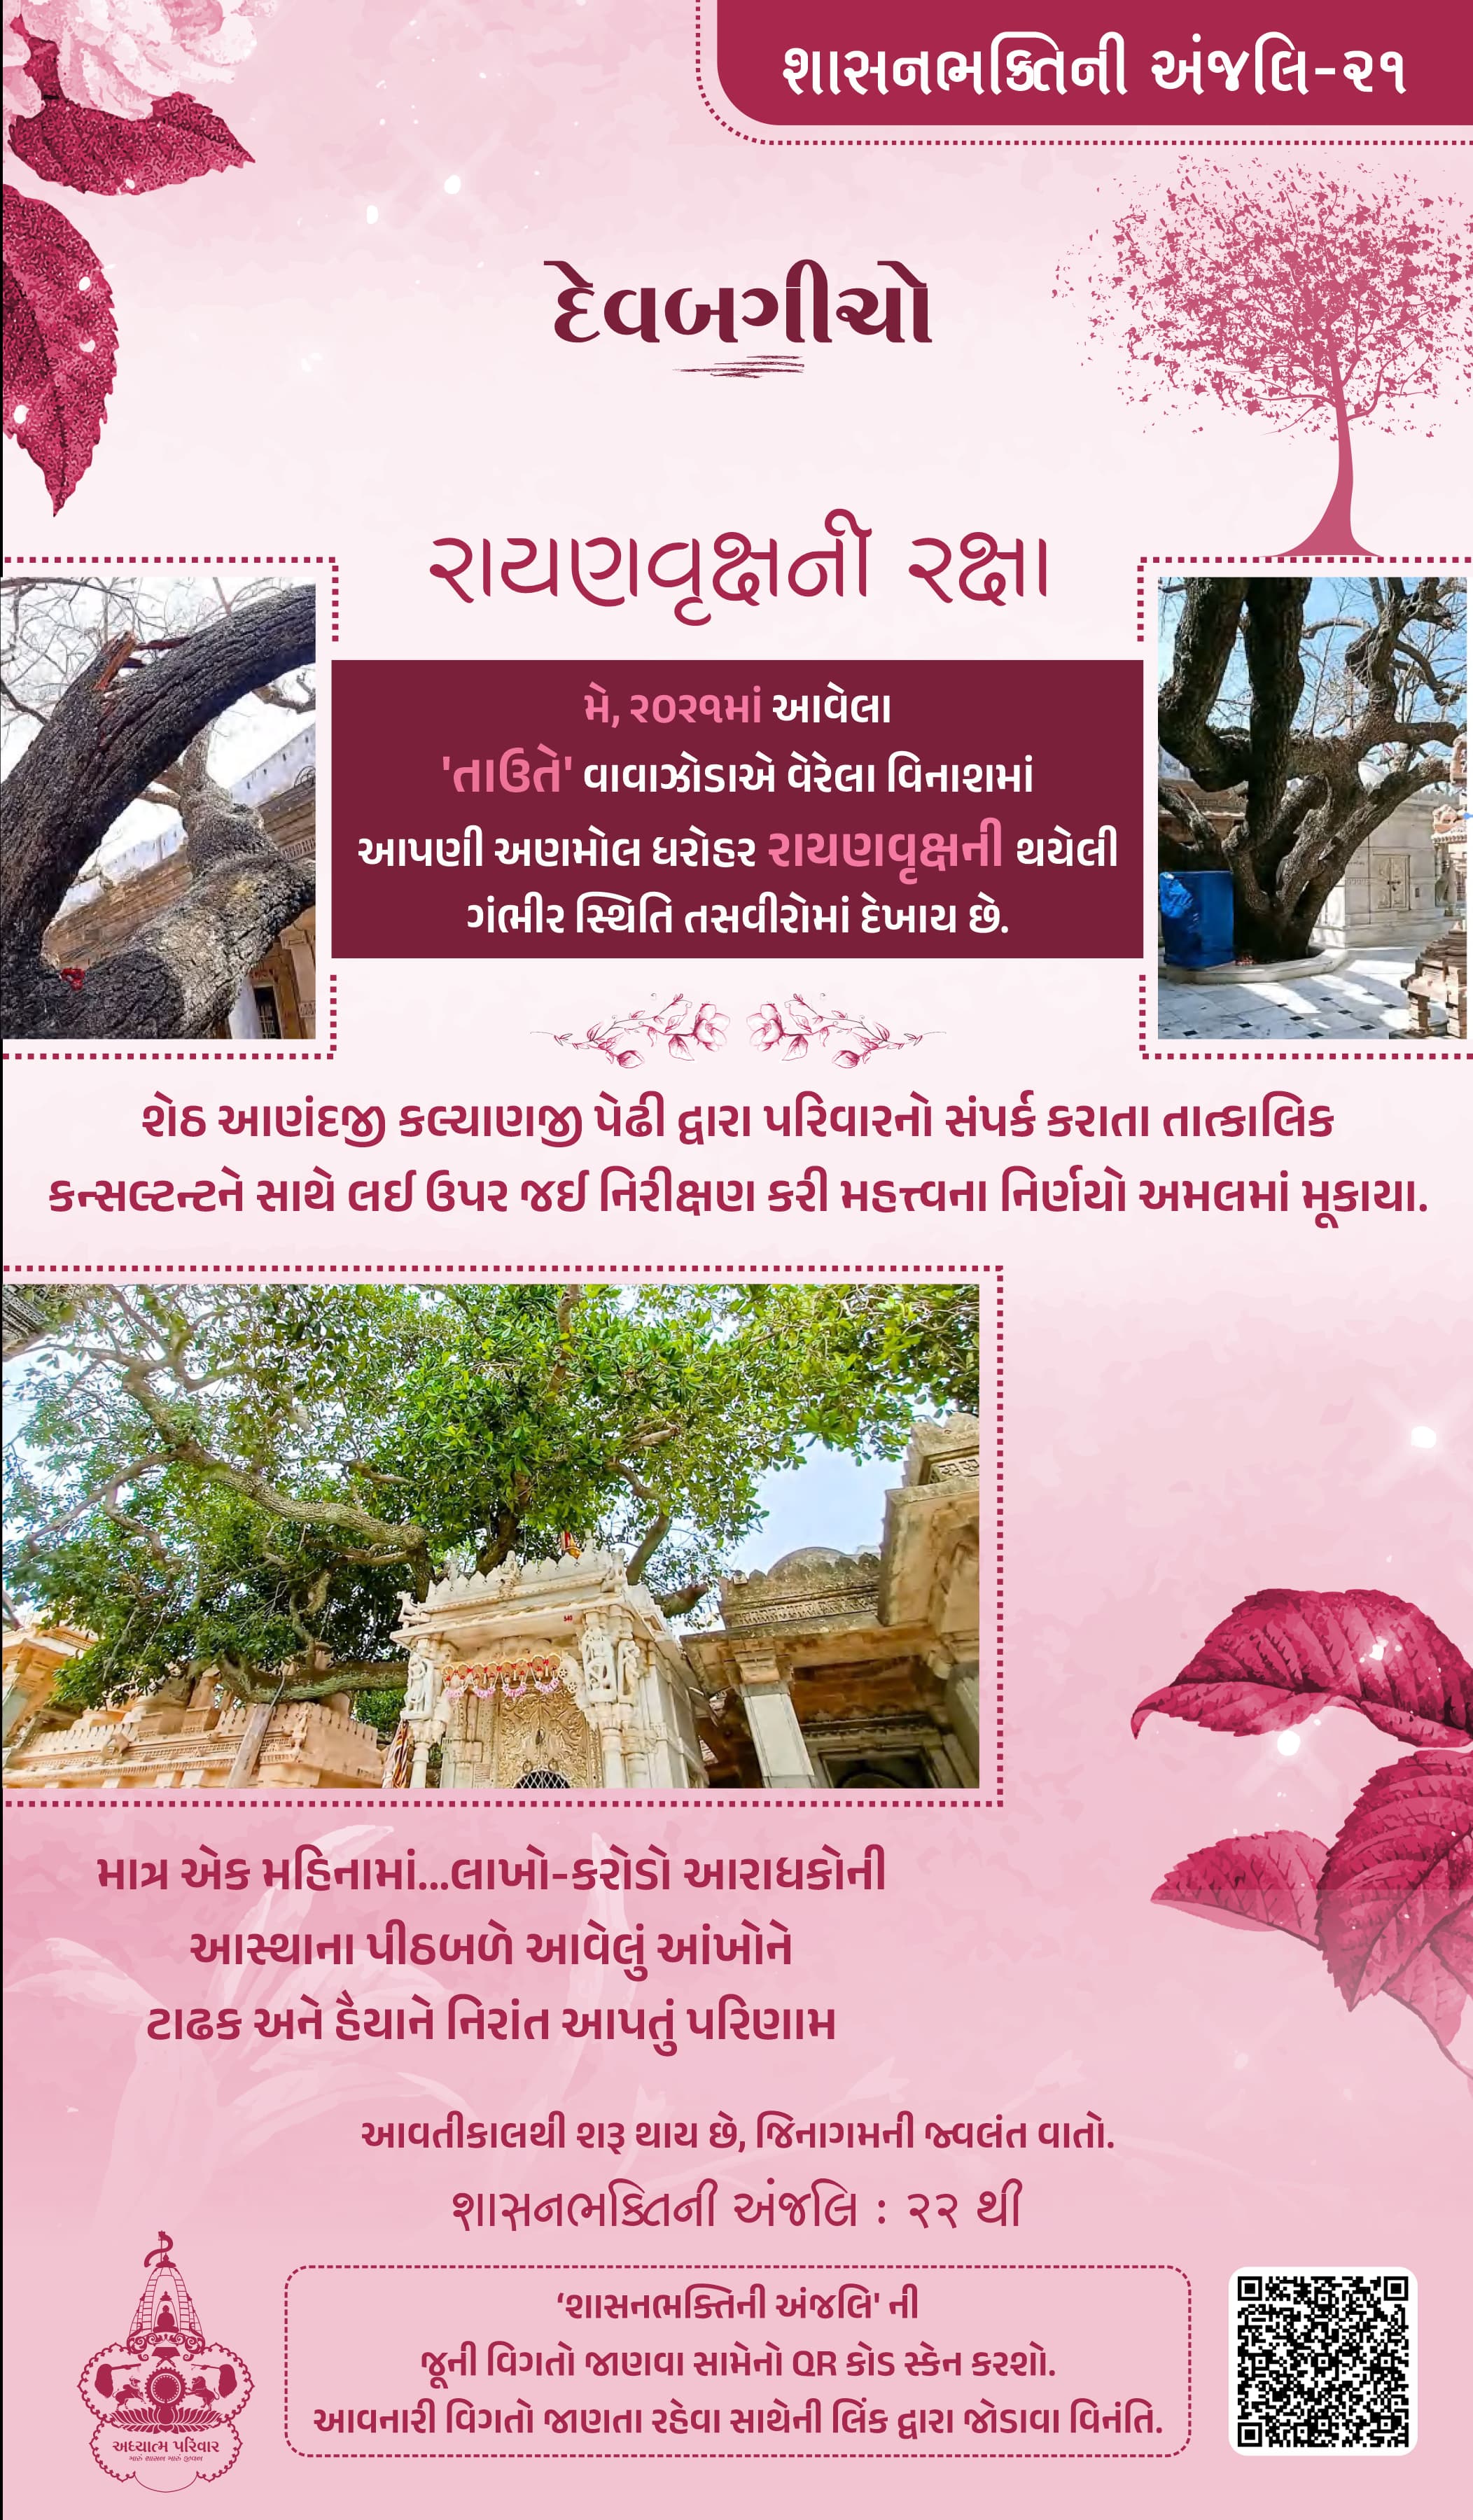 શાસનભક્તિની અંજલિ-૨૧
દેવબગીચો
રાયણવૃક્ષની રક્ષા
મે, ૨૦૨૧માં આવેલા
'તાઉતે' વાવાઝોડાએ વેરેલા વિનાશમાં
આપણી અણમોલ ધરોહર રાયણવૃક્ષની થયેલી
ગંભીર સ્થિતિ તસવીરોમાં દેખાય છે.
શેઠ આણંદજી કલ્યાણજી પેઢી દ્વારા પરિવારનો સંપર્ક કરાતા તાત્કાલિક
કન્સલ્ટન્ટને સાથે લઈ ઉપર જઈ નિરીક્ષણ કરી મહત્ત્વના નિર્ણયો અમલમાં મૂકાયા.
માત્ર એક મહિનામાં...લાખો-કરોડો આરાધકોની
આસ્થાના પીઠબળે આવેલું આંખોને
ટાઢક અને હૈયાને નિરાંત આપતું પરિણામ
આવતીકાલથી શરૂ થાય છે, જિનાગમની જ્વલંત વાતો.
શાસનભક્તિની અંજલિ : ૨૨ થી
‘શાસનભક્તિની અંજલિ' ની
જૂની વિગતો જાણવા સામેનો QR કોડ સ્કેન કરશો.
આવનારી વિગતો જાણતા રહેવા સાથેની લિંક દ્વારા જોડાવા વિનંતિ.
અધ્યાત્મ પરિવાર
મારું શાસન મારું જીવન